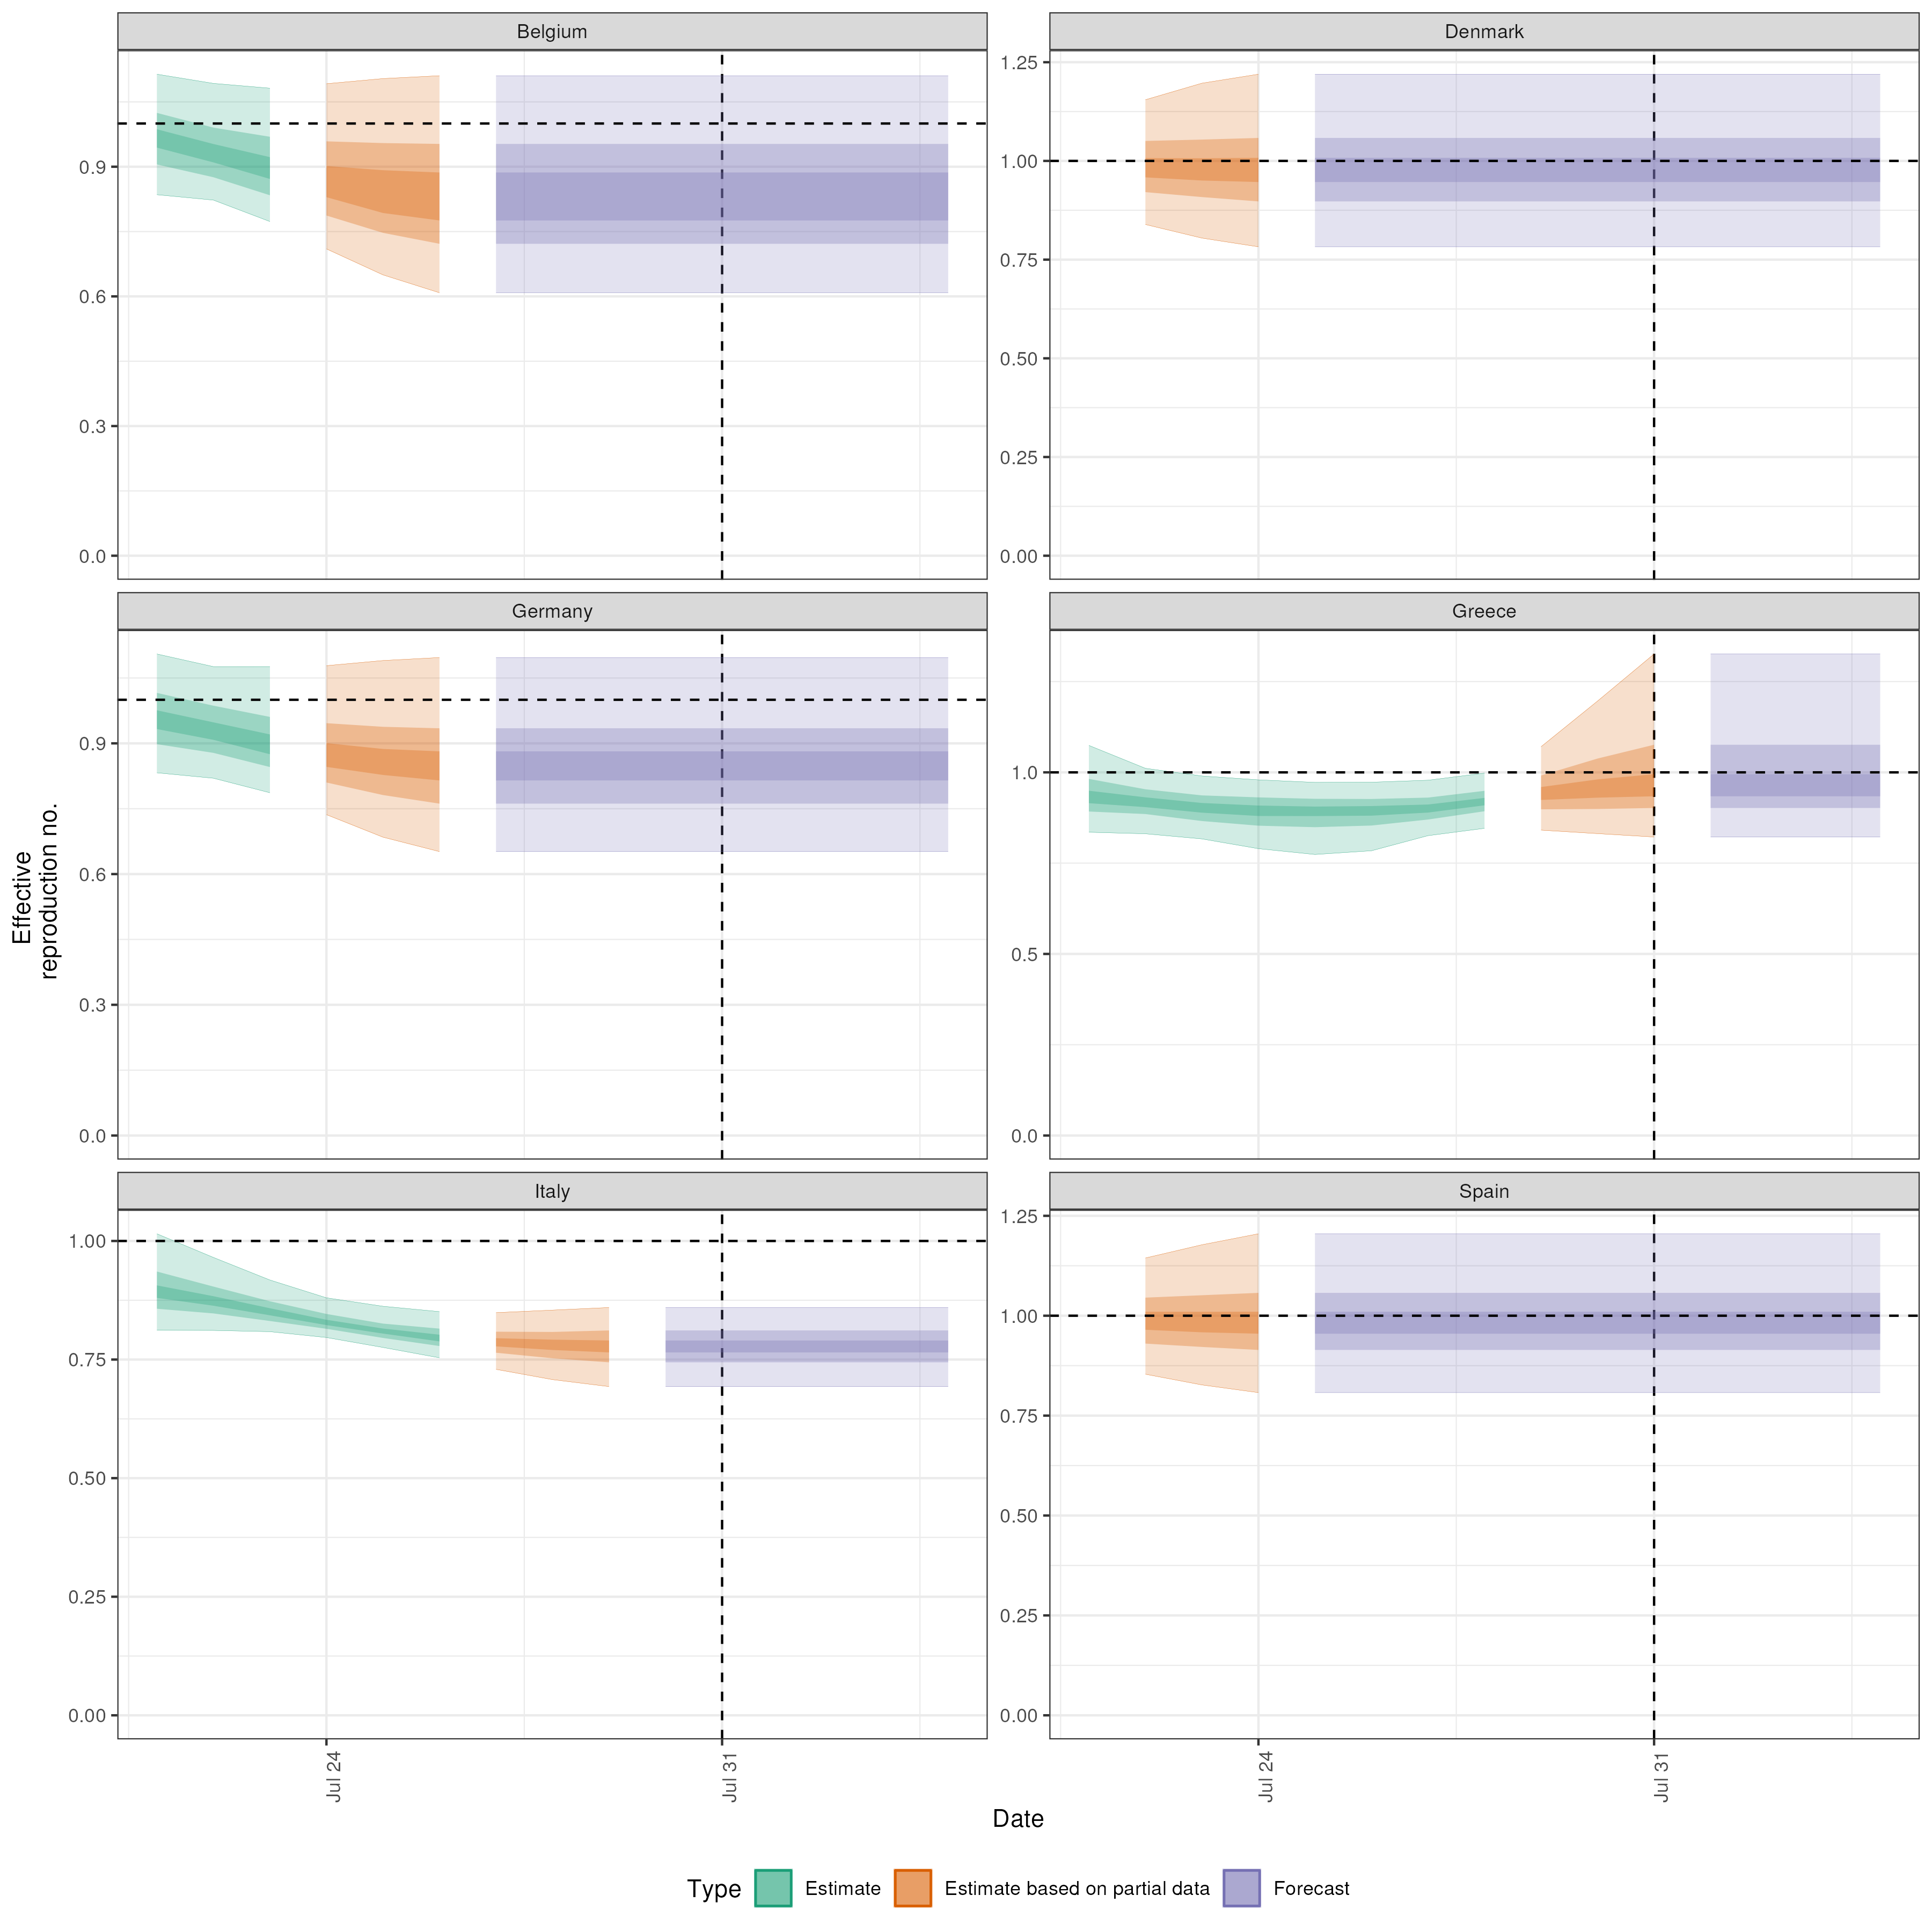 Belgium
Denmark
0.9
0.6
0.3
0.0
1.25
1.00
0.75
0.50
0.25
0.00
Germany
Greece
0.9
0.6
0.3
0.0
1.0
0.5
0.0
Italy
Spain
1.00
0.75
0.50
0.25
0.00
1.25
1.00
0.75
0.50
0.25
0.00
Effective
reproduction no.
Jul 24
Jul 31
Jul 24
Jul 31
Date
Type Estimate Estimate based on partial data Forecast